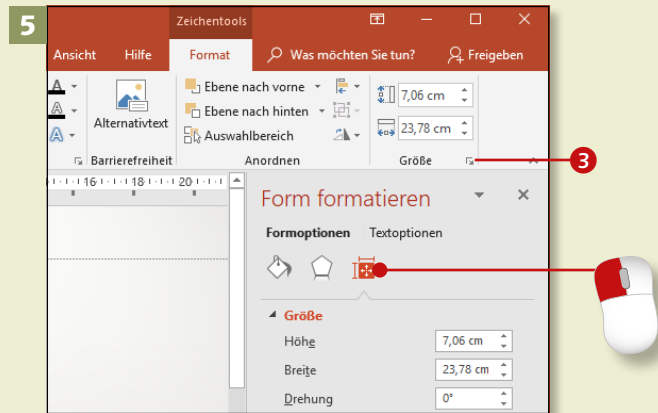 5
Zeichentools
Ansicht Hilfe Format Was möchten Sie tun? Freigeben
A Ebene nach vorne 7,06 cm
A Alternativtext Ebene nach hinten 23,78 cm
A Auswahlbereich
Barrierefreiheit Anordnen Größe 3
16 18 20
Form formatieren
Formoptionen Textoptionen
Größe
Höhe 7,06 cm
Breite 23,78 cm
Drehung 0°